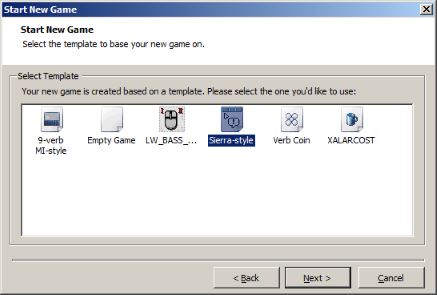 Start New Game
Start New Game
Select the template to base your new game on.
Select Template
Your new game is created based on a template. Please select the one you'd like to use:
9-verb MI-style
Empty Game
LW_BASS_...
Sierra-style
Verb Coin
XALARCOST
< Back
Next >
Cancel